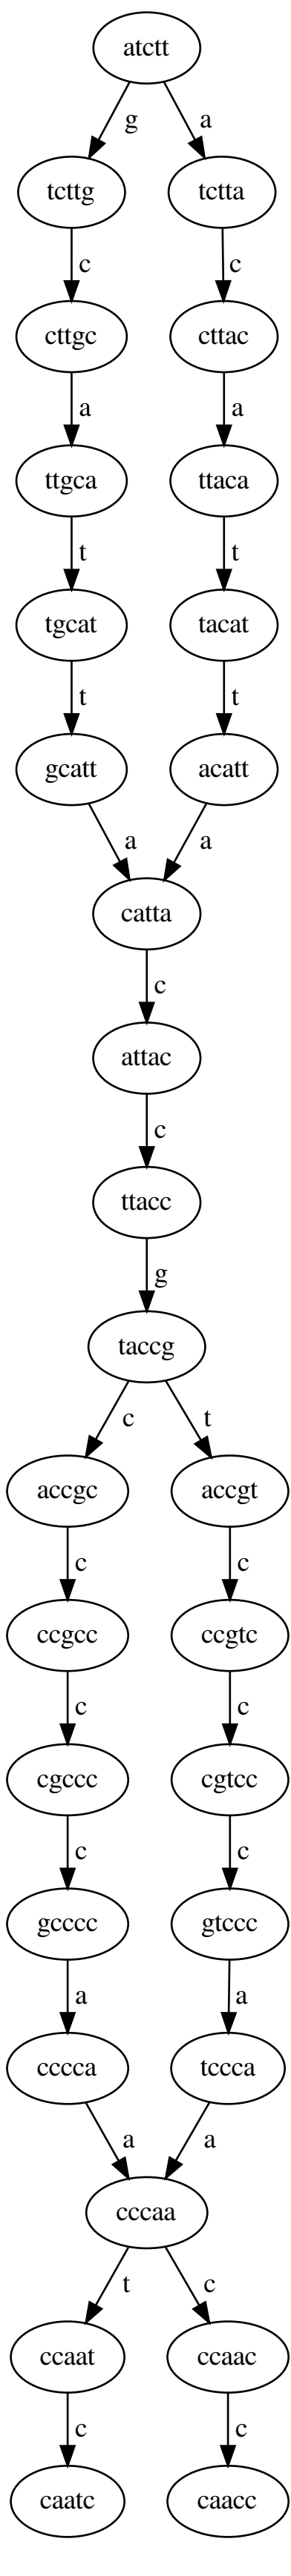 atctt
g a
tcttg tctta
c c
cttgc cttac
a a
ttgca ttaca
t t
tgcat tacat
t t
gcatt acatt
a a
catta
c
attac
c
ttacc
g
taccg
c t
accgc accgt
c c
ccgcc ccgtc
c c
cgccc cgtcc
c c
gcccc gtccc
a a
cccca tccca
a a
cccaa
t c
ccaat ccaac
c c
caatc caacc